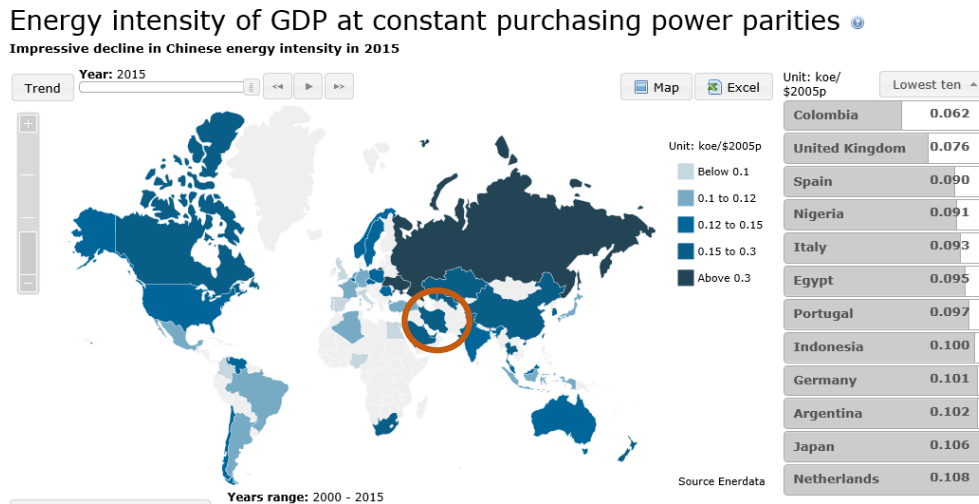 Energy intensity of GDP at constant purchasing power parities
Impressive decline in Chinese energy intensity in 2015
Trend
Year: 2015
Map
Excel
Unit: koe/
$2005p
Lowest ten
Unit: koe/$2005p
Below 0.1
0.1 to 0.12
0.12 to 0.15
0.15 to 0.3
Above 0.3
Colombia 0.062
United Kingdom 0.076
Spain 0.090
Nigeria 0.091
Italy 0.093
Egypt 0.095
Portugal 0.097
Indonesia 0.100
Germany 0.101
Argentina 0.102
Japan 0.106
Netherlands 0.108
Source Enerdata
Years range: 2000 - 2015